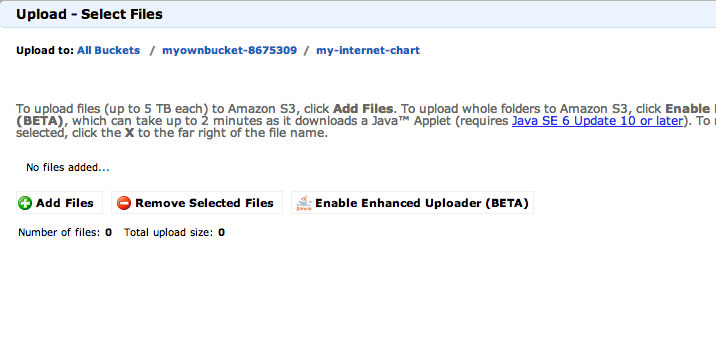 Upload - Select Files
Upload to: All Buckets / myownbucket-8675309 / my-internet-chart
To upload files (up to 5 TB each) to Amazon S3, click Add Files. To upload whole folders to Amazon S3, click Enable
(BETA), which can take up to 2 minutes as it downloads a Java™ Applet (requires Java SE 6 Update 10 or later). To
selected, click the X to the far right of the file name.
No files added...
Add Files Remove Selected Files Enable Enhanced Uploader (BETA)
Number of files: 0 Total upload size: 0